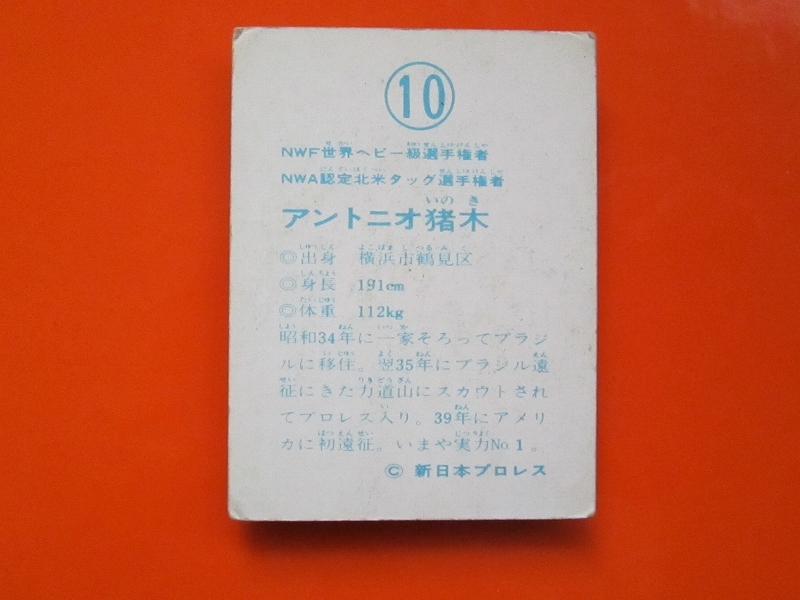 10
NWF世界ヘビー級選手権者
NWA認定北米タッグ選手権者
いのき
アントニオ猪木
◎出身 横浜市鶴見区
◎身長 191cm
◎体重 112kg
昭和34年に一家そろってブラジ
ルに移住。翌35年にブラジル遠
征にきた力道山にスカウトされ
てプロレス入り。39年にアメリ
カに初遠征。いまや実力No.1。
© 新日本プロレス